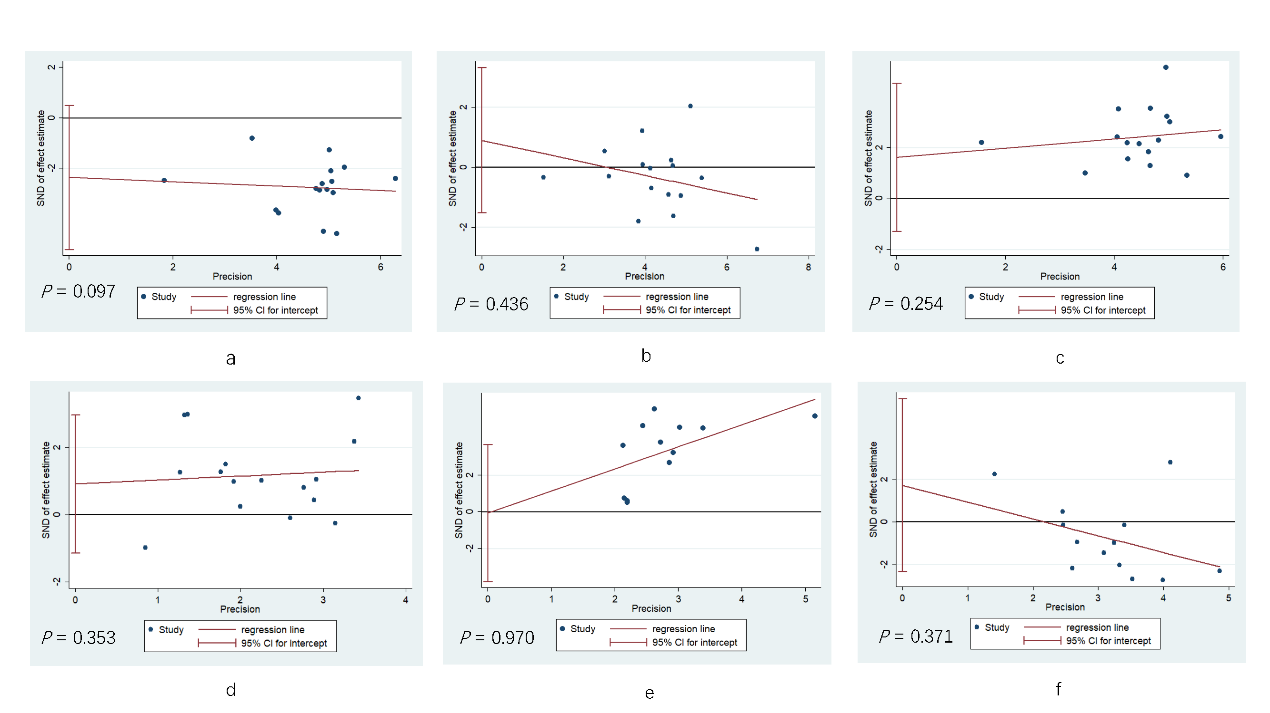 SND of effect estimate
2
0
-2
0 2 4 6
Precision
P = 0.097
Study regression line
95% CI for intercept
a
SND of effect estimate
2
0
-2
0 2 4 6 8
Precision
P = 0.436
Study regression line
95% CI for intercept
b
SND of effect estimate
2
0
-2
0 2 4 6
Precision
P = 0.254
Study regression line
95% CI for intercept
c
SND of effect estimate
2
0
-2
0 1 2 3 4
Precision
P = 0.353
Study regression line
95% CI for intercept
d
SND of effect estimate
2
0
-2
0 1 2 3 4 5
Precision
P = 0.970
Study regression line
95% CI for intercept
e
SND of effect estimate
2
0
-2
0 1 2 3 4 5
Precision
P = 0.371
Study regression line
95% CI for intercept
f